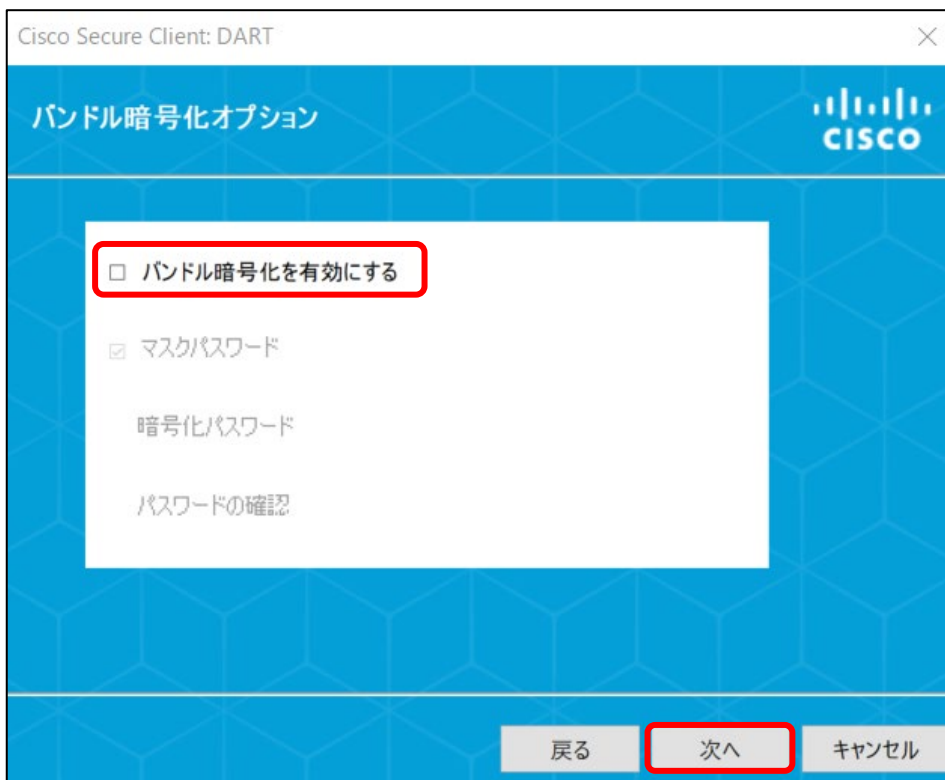 Cisco Secure Client: DART
バンドル暗号化オプション
CISCO
バンドル暗号化を有効にする
マスクパスワード
暗号化パスワード
パスワードの確認
戻る
次へ
キャンセル